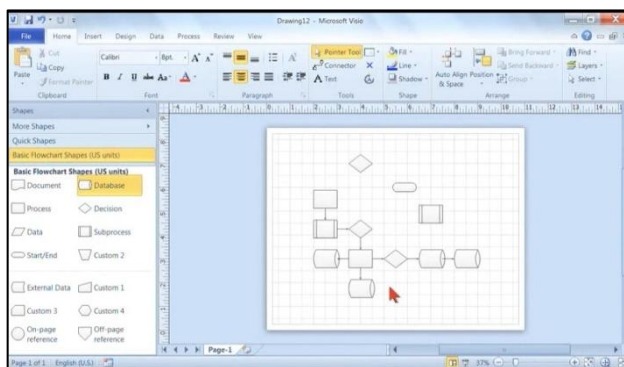 Drawing12 - Microsoft Visio
File Home Insert Design Data Process Review View
Paste
Cut
Copy
Format Painter
Clipboard
Calibri 8pt.
B I U abc Aa A
Font
Paragraph
Pointer Tool
Connector
A Text
Tools
Fill
Line
Shadow
Shape
Auto Align & Space
Position
Bring Forward
Send Backward
Group
Arrange
Find
Layers
Select
Editing
Shapes
More Shapes
Quick Shapes
Basic Flowchart Shapes (US units)
Basic Flowchart Shapes (US units)
Document Database
Process Decision
Data Subprocess
Start/End Custom 2
External Data Custom 1
Custom 3 Custom 4
On-page reference
Off-page reference
Page-1
Page 1 of 1 English (U.S.) 37%